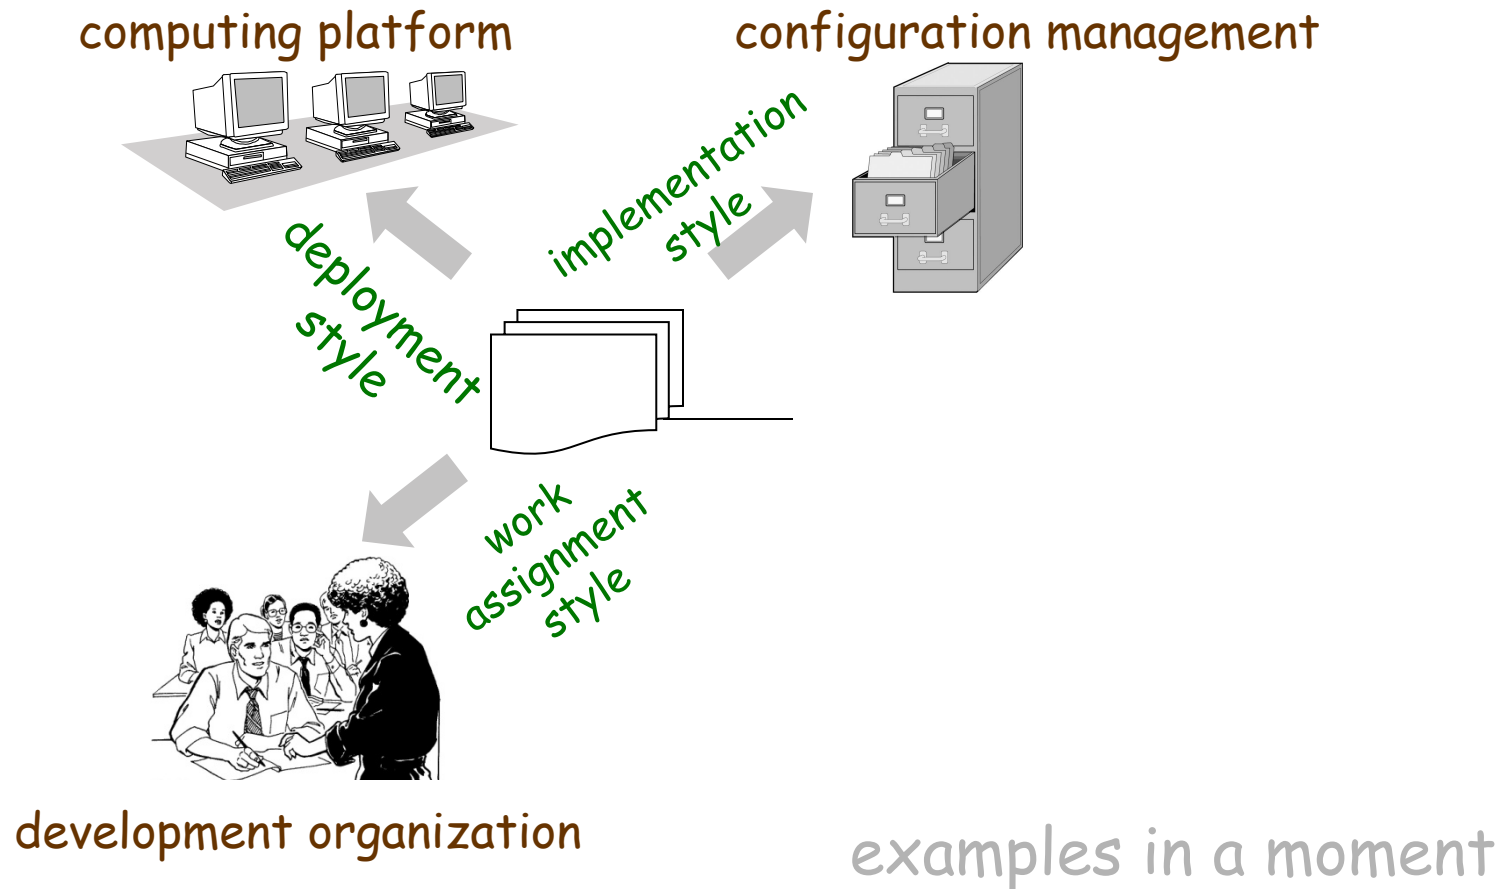 computing platform
configuration management
implementation
style
deployment
style
work
assignment
style
development organization
examples in a moment